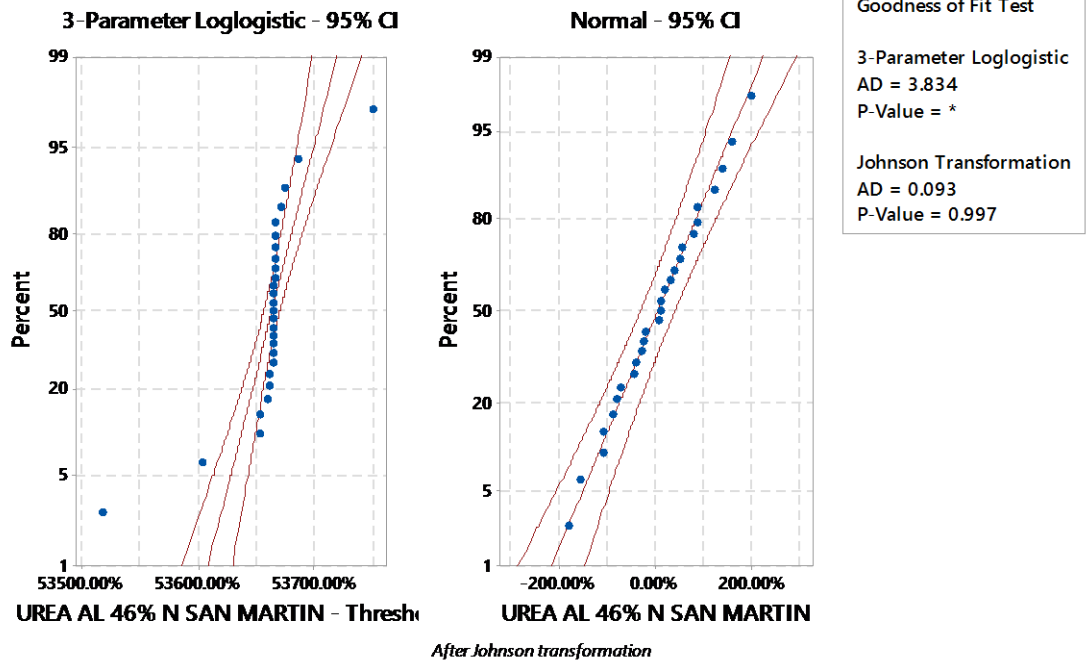 3-Parameter Loglogistic - 95% CI
Percent
99
95
80
50
20
5
1
53500.00% 53600.00% 53700.00%
UREA AL 46% N SAN MARTIN - Thresh
Normal - 95% CI
Percent
99
95
80
50
20
5
1
-200.00% 0.00% 200.00%
UREA AL 46% N SAN MARTIN
After Johnson transformation
Goodness of Fit Test
3-Parameter Loglogistic
AD = 3.834
P-Value = *
Johnson Transformation
AD = 0.093
P-Value = 0.997